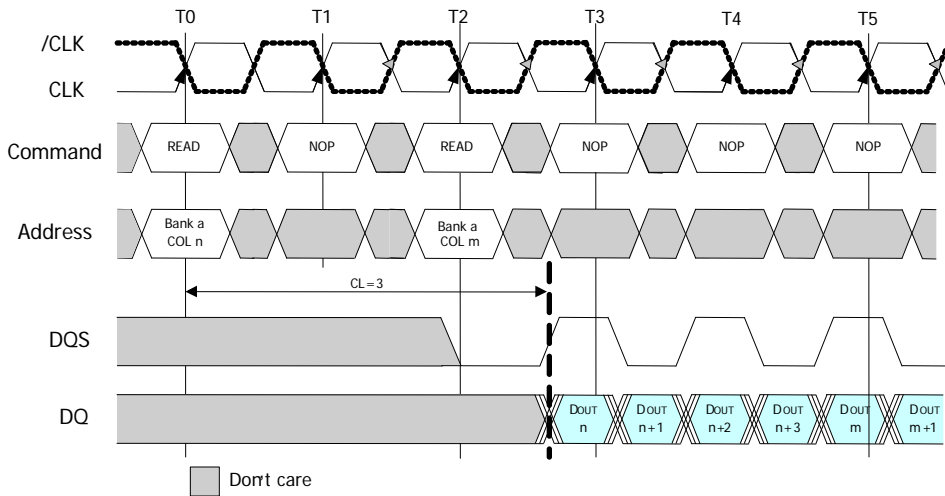 T0 T1 T2 T3 T4 T5
/CLK
CLK
Command READ NOP READ NOP NOP NOP
Address Bank a COL n Bank a COL m
CL = 3
DQS
DQ DOUT n DOUT n+1 DOUT n+2 DOUT n+3 DOUT m DOUT m+1
Don't care